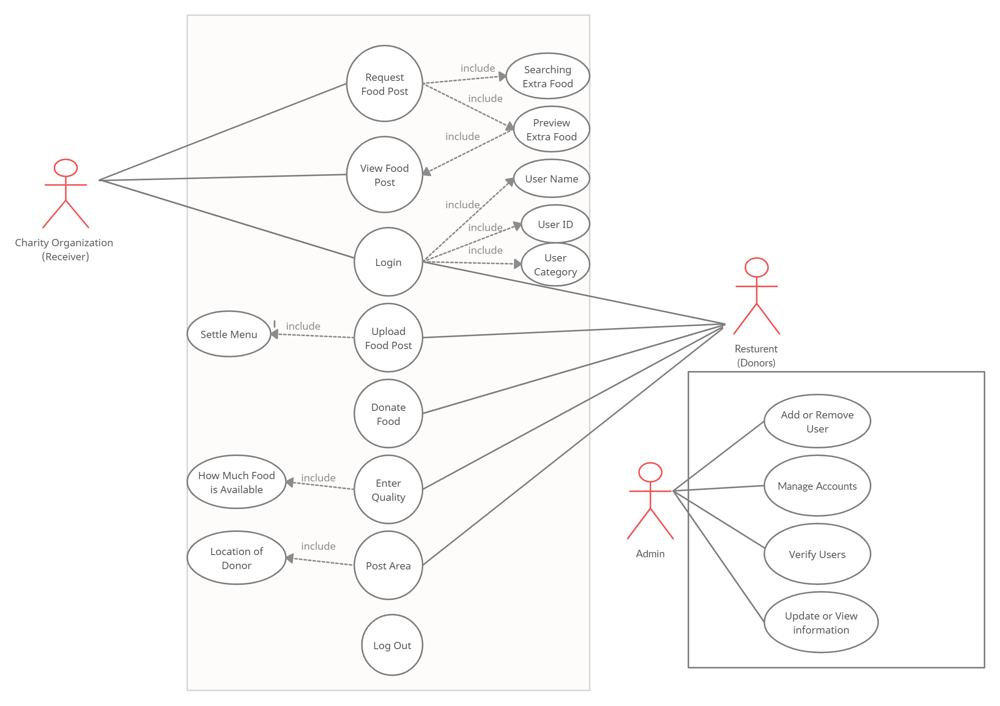 Request
Food Post
include
Searching
Extra Food
include
Preview
Extra Food
include
View Food
Post
User Name
include
User ID
include
include
User
Category
Login
Charity Organization
(Receiver)
Settle Menu
include
Upload
Food Post
Resturent
(Donors)
Donate
Food
How Much Food
is Available
include
Enter
Quality
Location of
Donor
include
Post Area
Log Out
Admin
Add or Remove
User
Manage Accounts
Verify Users
Update or View
information